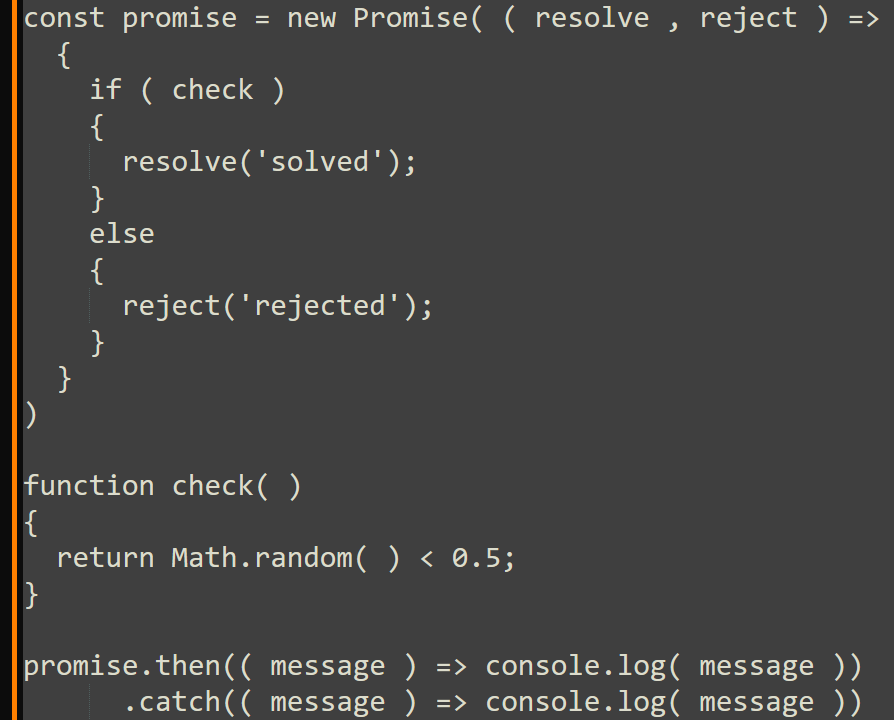 const promise = new Promise( ( resolve , reject ) =>
  {
    if ( check )
    {
      resolve('solved');
    }
    else
    {
      reject('rejected');
    }
  }
)

function check( )
{
  return Math.random( ) < 0.5;
}

promise.then(( message ) => console.log( message ))
      .catch(( message ) => console.log( message ))